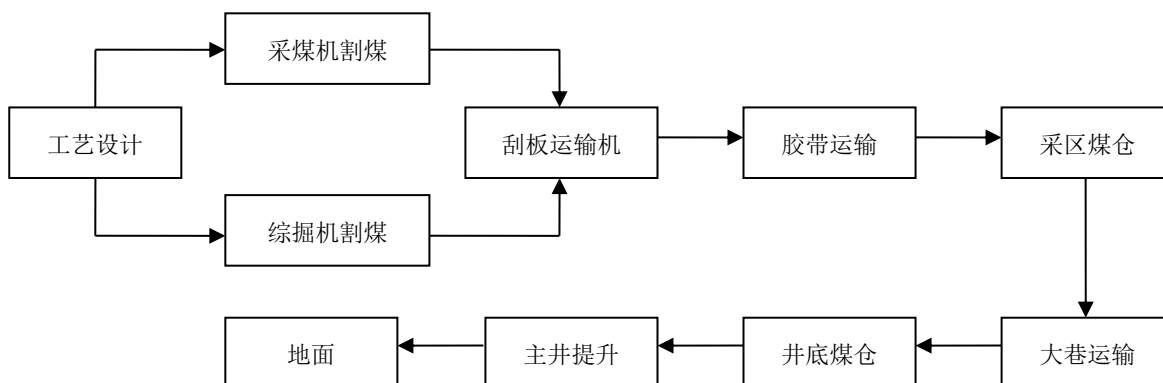 采煤机割煤
工艺设计
刮板运输机
胶带运输
采区煤仓
综掘机割煤
地面
主井提升
井底煤仓
大巷运输